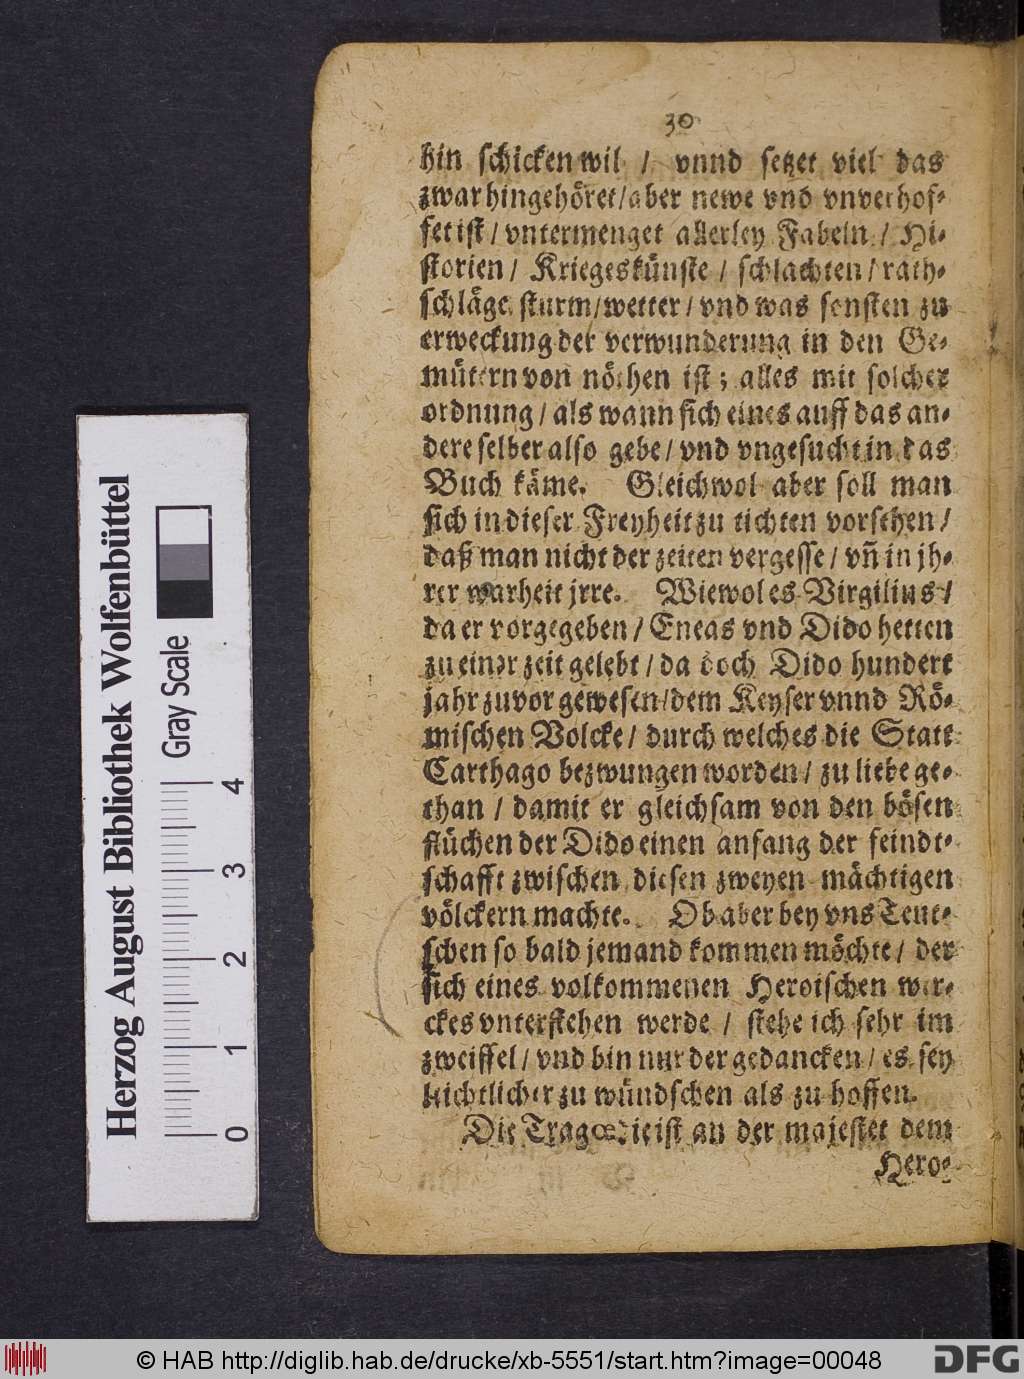 30
hin schicken wil / vnnd setzet viel das
zwar hingehöret / aber newe vnd vnverhof-
fet ist / vntermenget allerley Fabeln / Hi-
storien / Kriegeskünste / schlachten / rath-
schläge sturm / wetter / vnd was sonsten zu
erweckung der verwunderung in den Ge-
mütern von nöthen ist ; alles mit solcher
ordnung / als wann sich eines auff das an-
dere selber also gebe / vnd vngesucht in das
Buch käme. Gleichwol aber soll man
sich in dieser Freyheit zu tichten vorsehen /
daß man nicht der zeiten vergesse / vñ in jh-
rer warheit jrre. Wiewol es Virgilius /
da er vorgegeben / Eneas vnd Dido hetten
zu einer zeit gelebt / da doch Dido hundert
jahr zuvor gewesen / dem Keyser vnnd Rö-
mischen Volcke / durch welches die Statt
Carthago bezwungen worden / zu liebe ge-
than / damit er gleichsam von den bösen
flüchen der Dido einen anfang der feindt-
schafft zwischen diesen zweyen mächtigen
völckern machte. Ob aber bey vns Teut-
schen so bald jemand kommen möchte / der
sich eines volkommenen Heroischen wer-
ckes vnterstehen werde / stehe ich sehr im
zweiffel / vnd bin nur der gedancken / es sey
leichtlicher zu wündschen als zu hoffen.
Die Tragœdie ist an der majestet dem
Hero-
Herzog August Bibliothek Wolfenbüttel
Gray Scale
0 1 2 3 4
© HAB http://diglib.hab.de/drucke/xb-5551/start.htm?image=00048
DFG